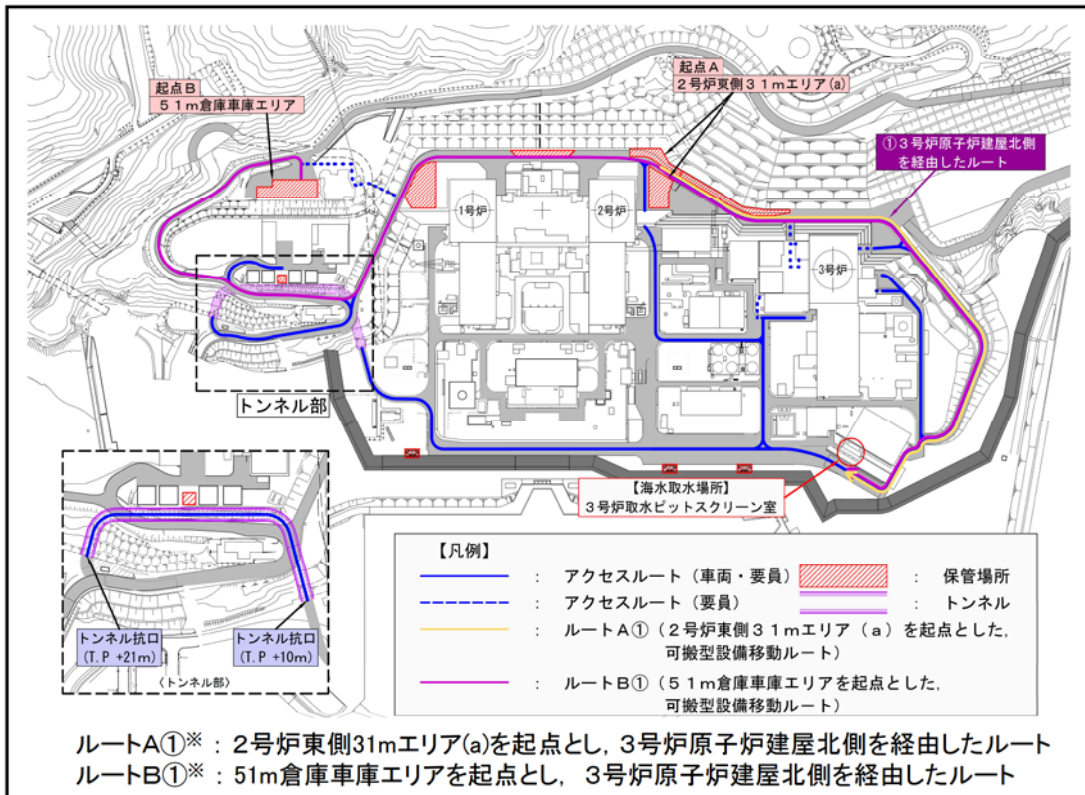 起点B
51m倉庫車庫エリア
起点A
2号炉東側31mエリア(a)
①3号炉原子炉建屋北側
を経由したルート
1号炉
2号炉
3号炉
トンネル部
【海水取水場所】
3号炉取水ピットスクリーン室
トンネル抗口
(T.P +21m)
トンネル抗口
(T.P +10m)
〈トンネル部〉
【凡例】
: アクセスルート(車両・要員)
: 保管場所
: アクセスルート(要員)
: トンネル
: ルートA①(2号炉東側31mエリア(a)を起点とした,
可搬型設備移動ルート)
: ルートB①(51m倉庫車庫エリアを起点とした,
可搬型設備移動ルート)
ルートA①※:2号炉東側31mエリア(a)を起点とし,3号炉原子炉建屋北側を経由したルート
ルートB①※:51m倉庫車庫エリアを起点とし, 3号炉原子炉建屋北側を経由したルート